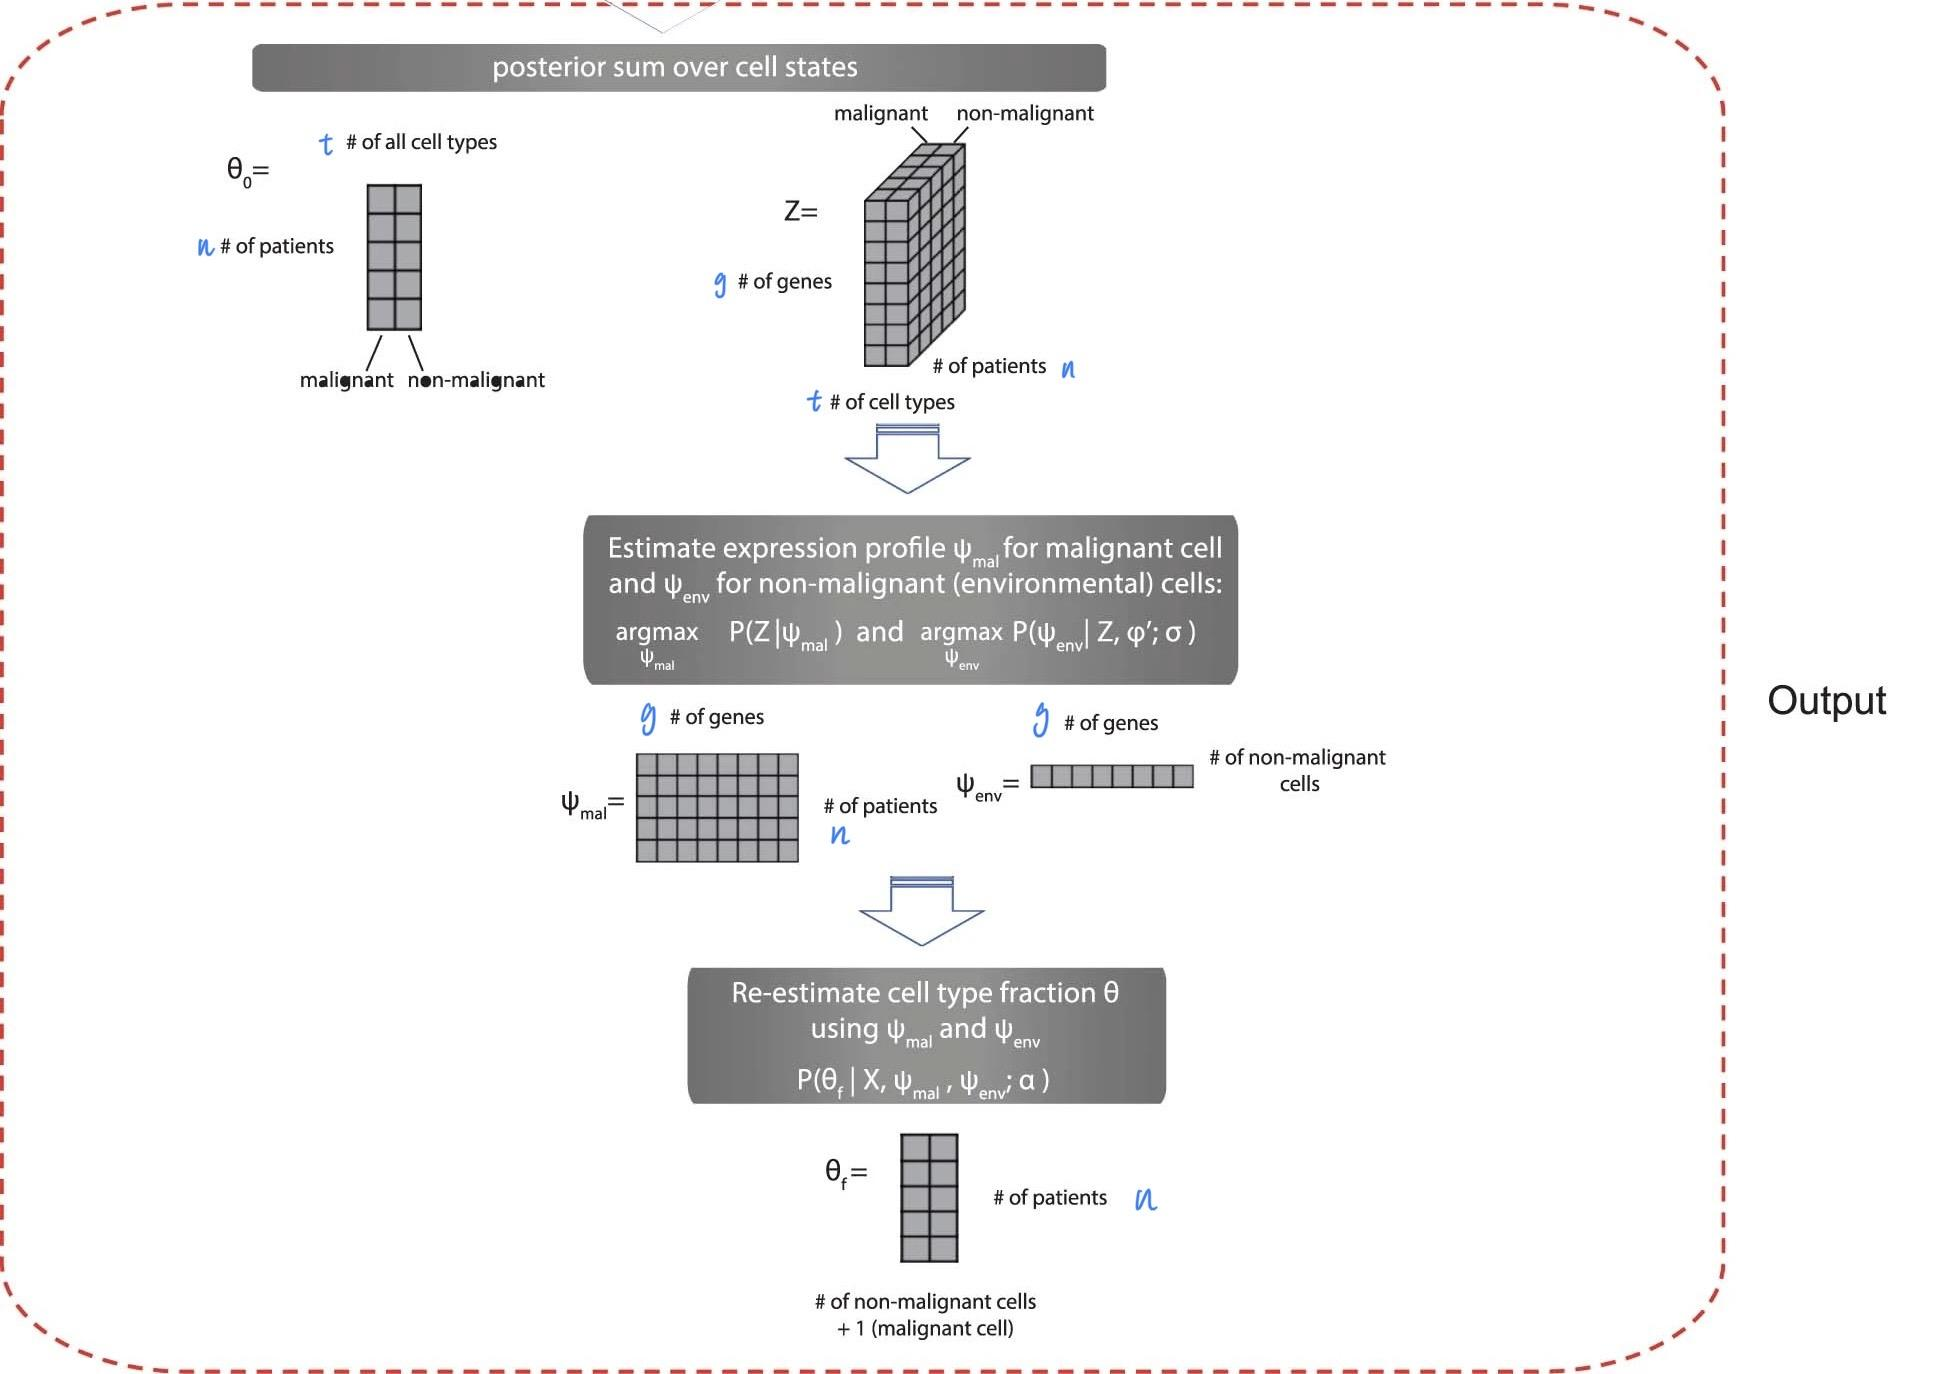 posterior sum over cell states
t # of all cell types
θ0=
n # of patients
malignant non-malignant
malignant non-malignant
Z=
g # of genes
# of patients n
t # of cell types
Estimate expression profile ψmal for malignant cell
and ψenv for non-malignant (environmental) cells:
argmax P(Z|ψmal) and argmax P(ψenv| Z, φ′; σ)
ψmal ψenv
g # of genes
ψmal=
# of patients
n
g # of genes
ψenv=
# of non-malignant
cells
Re-estimate cell type fraction θ
using ψmal and ψenv
P(θf | X, ψmal, ψenv; α)
θf=
# of patients n
# of non-malignant cells
+ 1 (malignant cell)
Output